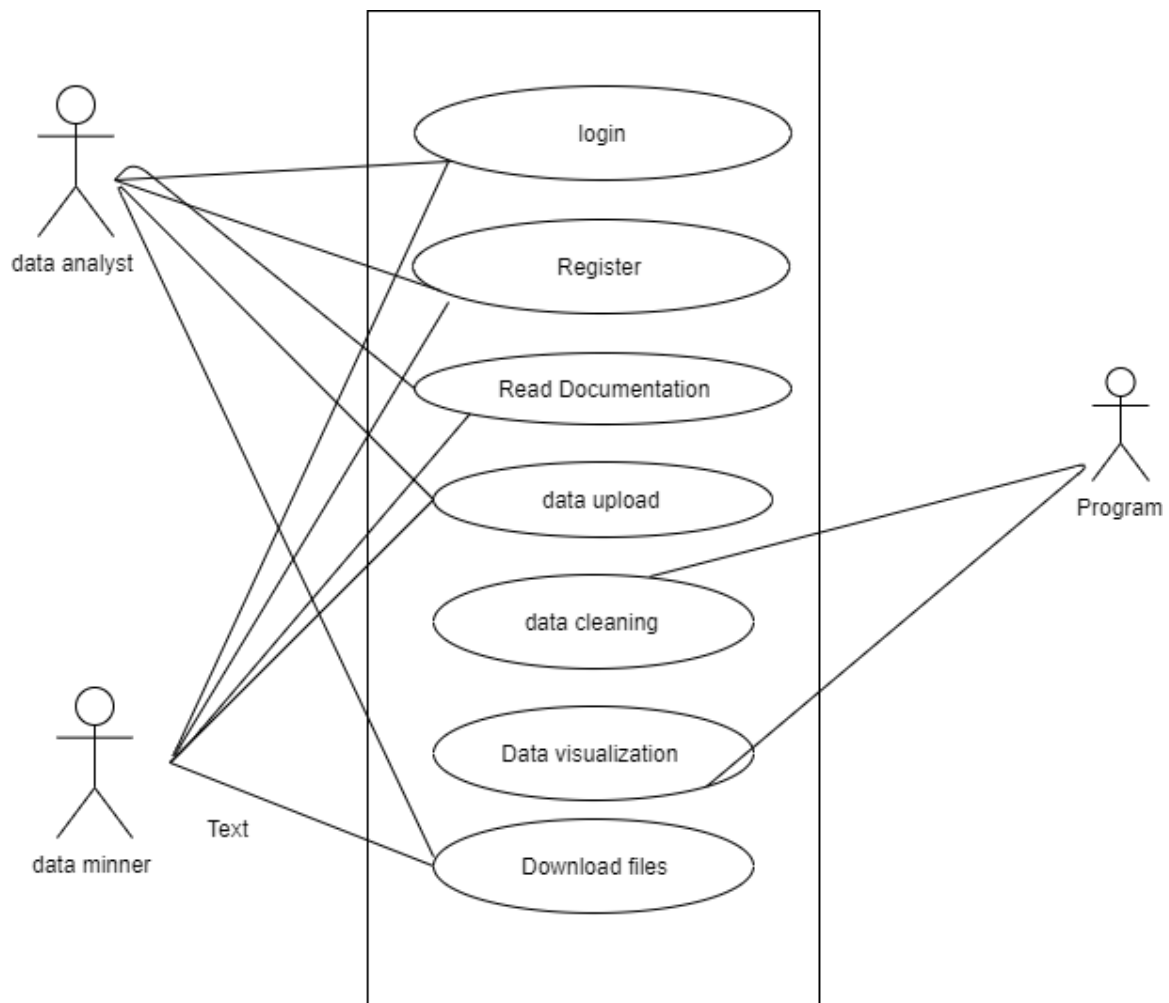 login
data analyst
Register
Read Documentation
data upload
Program
data cleaning
Data visualization
Text
data minner
Download files